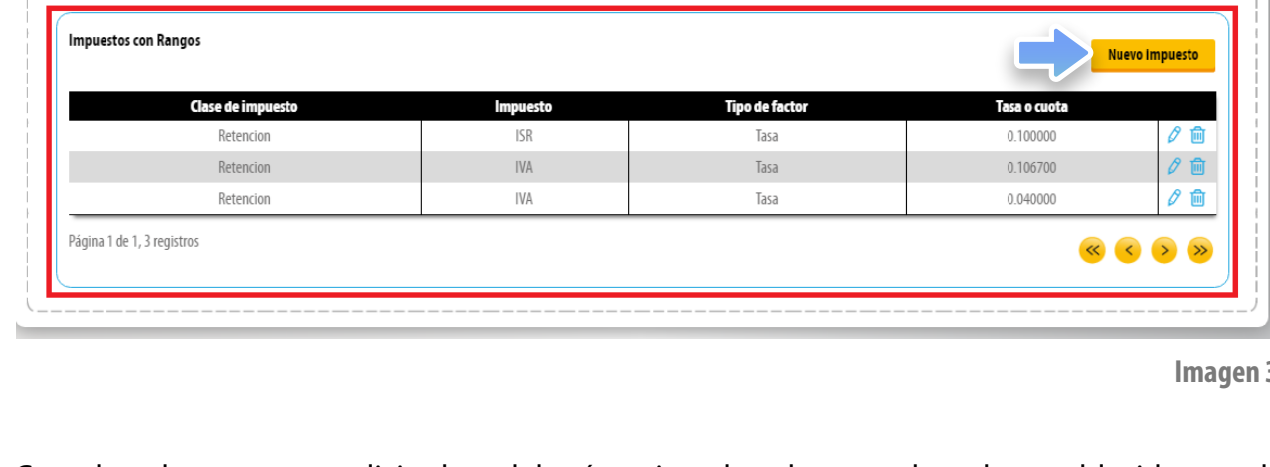 Impuestos con Rangos
Nuevo Impuesto
Clase de impuesto Impuesto Tipo de factor Tasa o cuota
Retencion ISR Tasa 0.100000
Retencion IVA Tasa 0.106700
Retencion IVA Tasa 0.040000
Página 1 de 1, 3 registros
Imagen 3